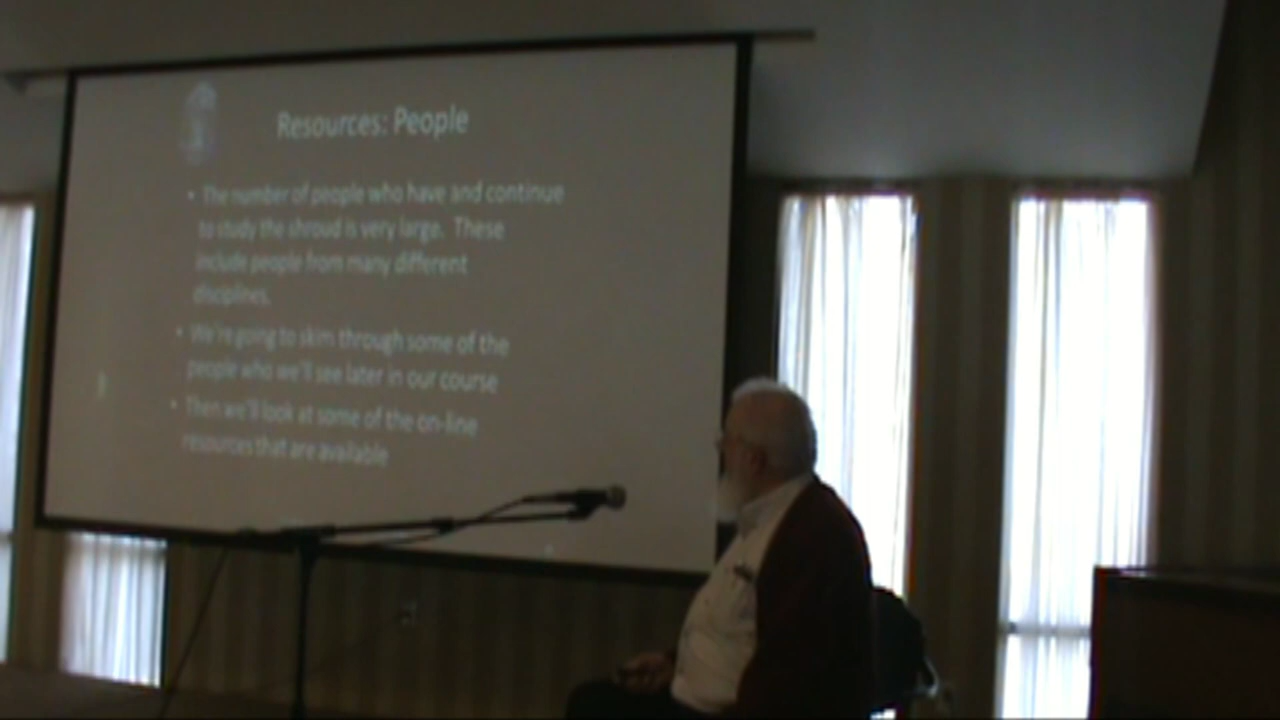 Resources: People
• The number of people who have and continue
to study the shroud is very large. These
include people from many different
disciplines.
• We're going to skim through some of the
people who we'll see later in our course
• Then we'll look at some of the on-line
resources that are available